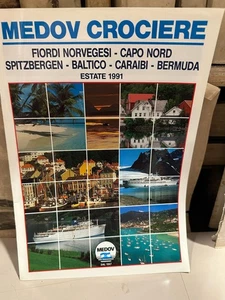 MEDOV CROCIERE
FIORDI NORVEGESI - CAPO NORD
SPITZBERGEN - BALTICO - CARAIBI - BERMUDA
ESTATE 1991
MEDOV